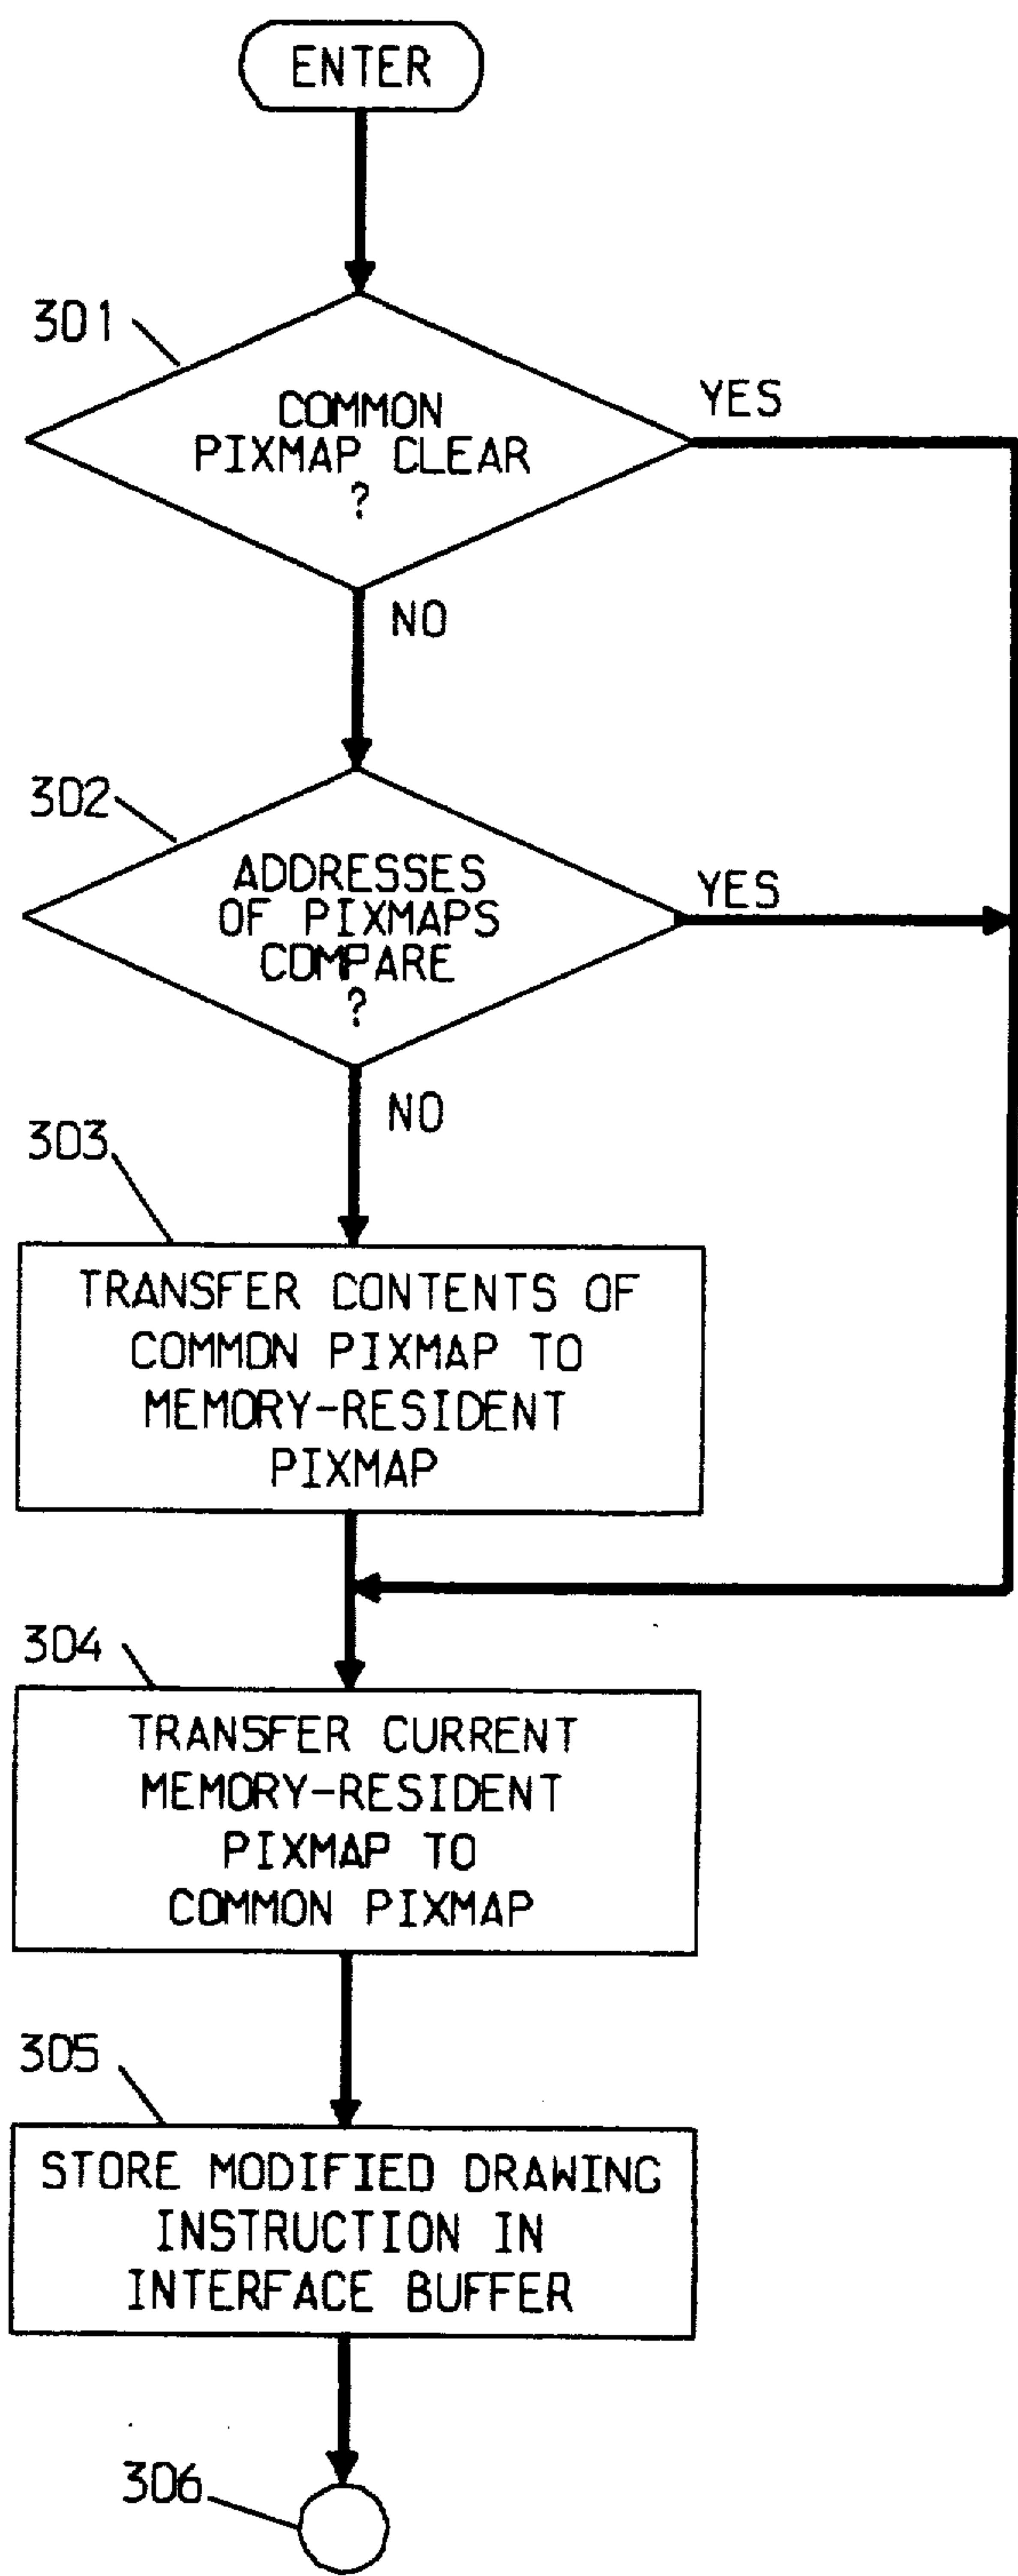 ENTER
301
COMMON
PIXMAP CLEAR
?
YES
NO
302
ADDRESSES
OF PIXMAPS
COMPARE
?
YES
NO
303
TRANSFER CONTENTS OF
COMMON PIXMAP TO
MEMORY-RESIDENT
PIXMAP
304
TRANSFER CURRENT
MEMORY-RESIDENT
PIXMAP TO
COMMON PIXMAP
305
STORE MODIFIED DRAWING
INSTRUCTION IN
INTERFACE BUFFER
306